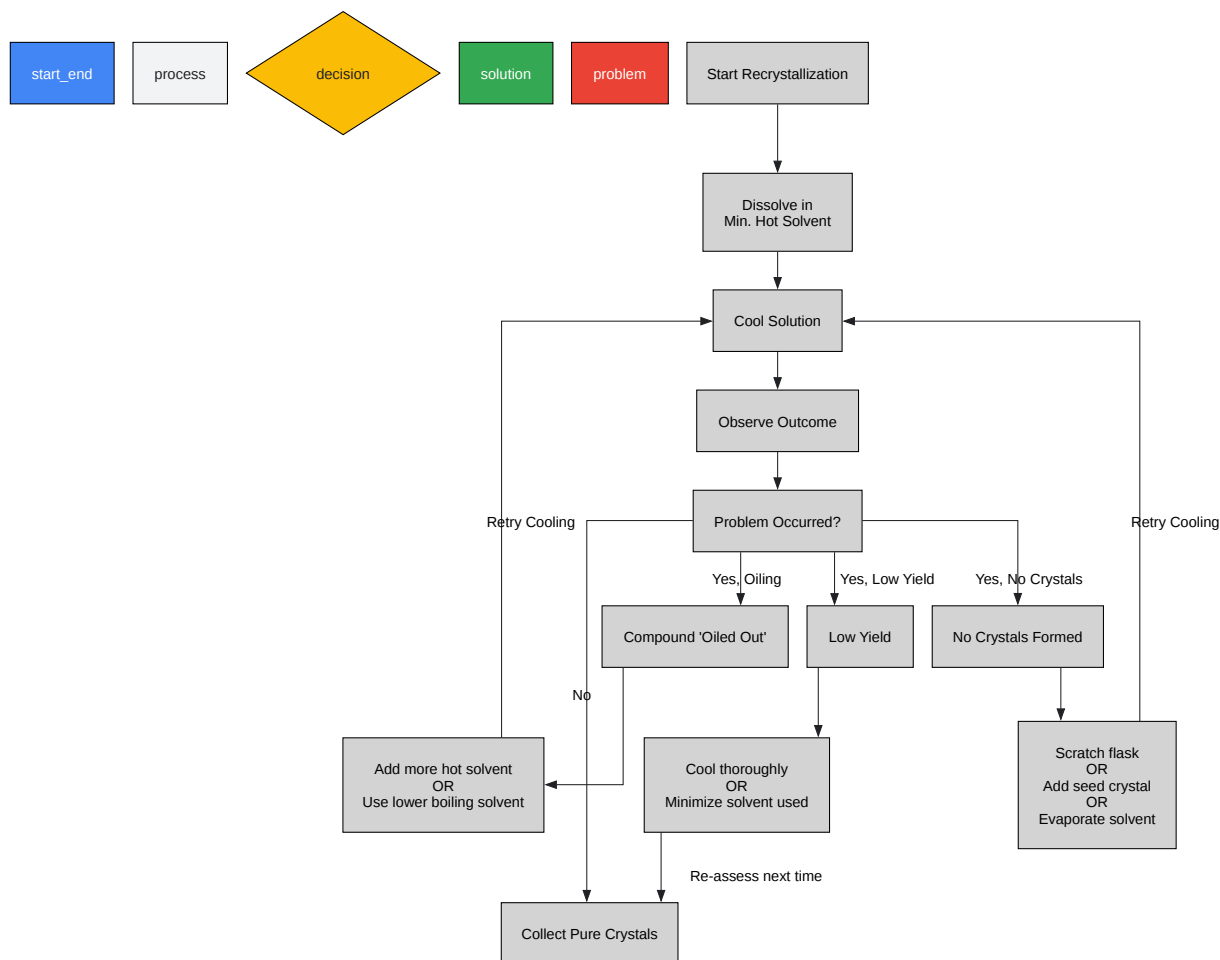 start_end
process
decision
solution
problem
Start Recrystallization
Dissolve in
Min. Hot Solvent
Cool Solution
Observe Outcome
Problem Occurred?
Retry Cooling
Retry Cooling
Yes, Oiling
Yes, Low Yield
Yes, No Crystals
Compound 'Oiled Out'
Low Yield
No Crystals Formed
No
Add more hot solvent
OR
Use lower boiling solvent
Cool thoroughly
OR
Minimize solvent used
Scratch flask
OR
Add seed crystal
OR
Evaporate solvent
Re-assess next time
Collect Pure Crystals